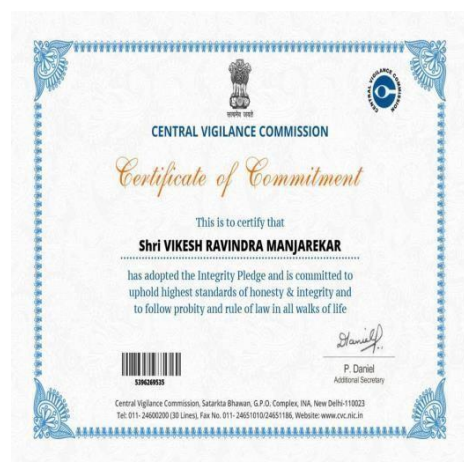 सत्यमेव जयते
CENTRAL VIGILANCE COMMISSION
CENTRAL VIGILANCE COMMISSION
Certificate of Commitment
This is to certify that
Shri VIKESH RAVINDRA MANJAREKAR
has adopted the Integrity Pledge and is committed to
uphold highest standards of honesty & integrity and
to follow probity and rule of law in all walks of life
Daniel
P. Daniel
Additional Secretary
5396269535
Central Vigilance Commission, Satarkta Bhawan, G.P.O. Complex, INA, New Delhi-110023
Tel: 011- 24600200 (30 Lines), Fax No. 011- 24651010/24651186, Website: www.cvc.nic.in